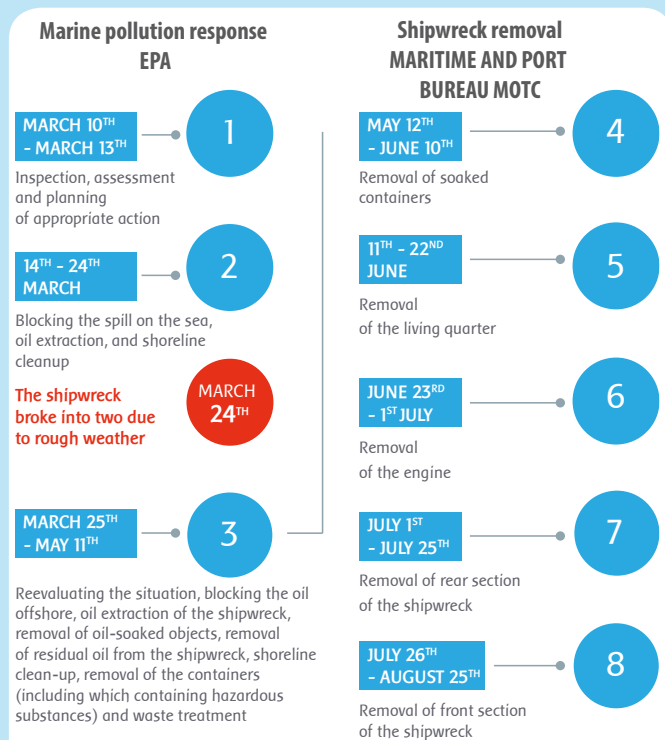 Marine pollution response
EPA
MARCH 10TH
- MARCH 13TH
1
Inspection, assessment
and planning
of appropriate action
14TH - 24TH
MARCH
2
Blocking the spill on the sea,
oil extraction, and shoreline
cleanup
The shipwreck
broke into two due
to rough weather
MARCH
24TH
MARCH 25TH
- MAY 11TH
3
Reevaluating the situation, blocking the oil
offshore, oil extraction of the shipwreck,
removal of oil-soaked objects, removal
of residual oil from the shipwreck, shoreline
clean-up, removal of the containers
(including which containing hazardous
substances) and waste treatment
Shipwreck removal
MARITIME AND PORT
BUREAU MOTC
MAY 12TH
- JUNE 10TH
4
Removal of soaked
containers
11TH - 22ND
JUNE
5
Removal
of the living quarter
JUNE 23RD
- 1ST JULY
6
Removal
of the engine
JULY 1ST
- JULY 25TH
7
Removal of rear section
of the shipwreck
JULY 26TH
- AUGUST 25TH
8
Removal of front section
of the shipwreck